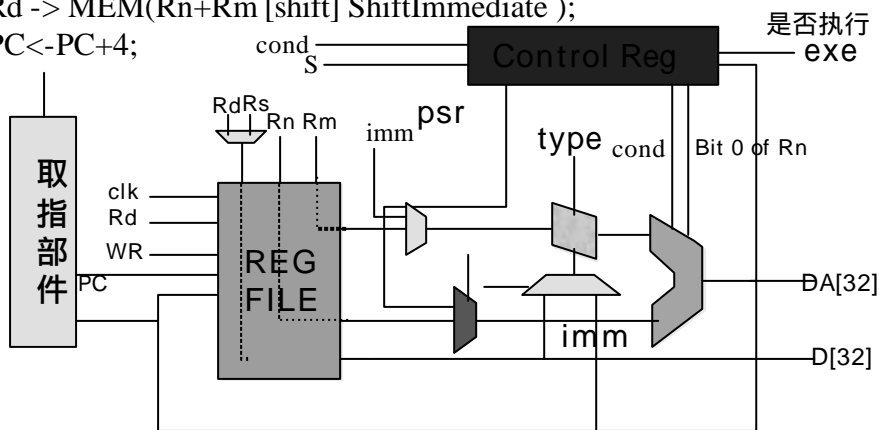 Rd -> MEM(Rn+Rm [shift] ShiftImmediate );
PC<-PC+4;
是否执行
cond
exe
S
Control Reg
RdRs
Rn Rm
imm
psr
type
cond
Bit 0 of Rn
取指部件
clk
Rd
WR
PC
REG
FILE
DA[32]
imm
D[32]